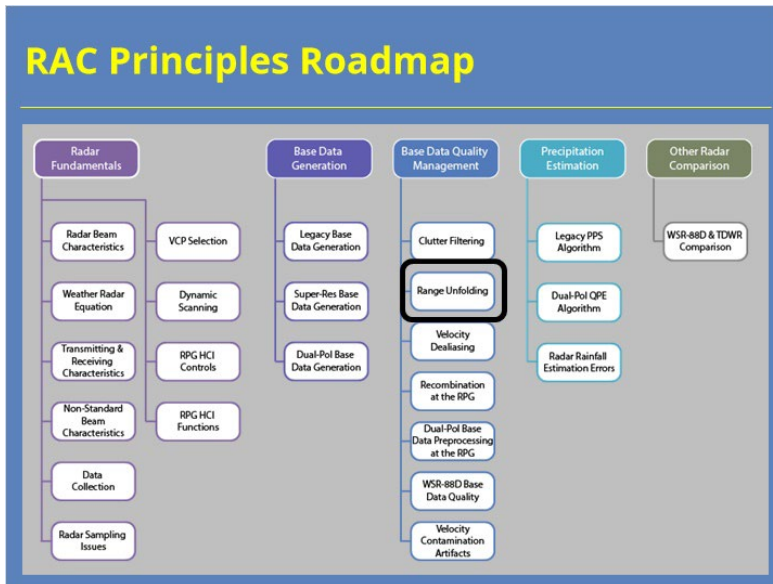 RAC Principles Roadmap
Radar
Fundamentals
Base Data
Generation
Base Data Quality
Management
Precipitation
Estimation
Other Radar
Comparison
Radar Beam
Characteristics
Weather Radar
Equation
Transmitting &
Receiving
Characteristics
Non-Standard
Beam
Characteristics
Data
Collection
Radar Sampling
Issues
VCP Selection
Dynamic
Scanning
RPG HCI
Controls
RPG HCI
Functions
Legacy Base
Data Generation
Super-Res Base
Data Generation
Dual-Pol Base
Data Generation
Clutter Filtering
Range Unfolding
Velocity
Dealiasing
Recombination
at the RPG
Dual-Pol Base
Data Preprocessing
at the RPG
WSR-88D Base
Data Quality
Velocity
Contamination
Artifacts
Legacy PPS
Algorithm
Dual-Pol QPE
Algorithm
Radar Rainfall
Estimation Errors
WSR-88D & TDWR
Comparison